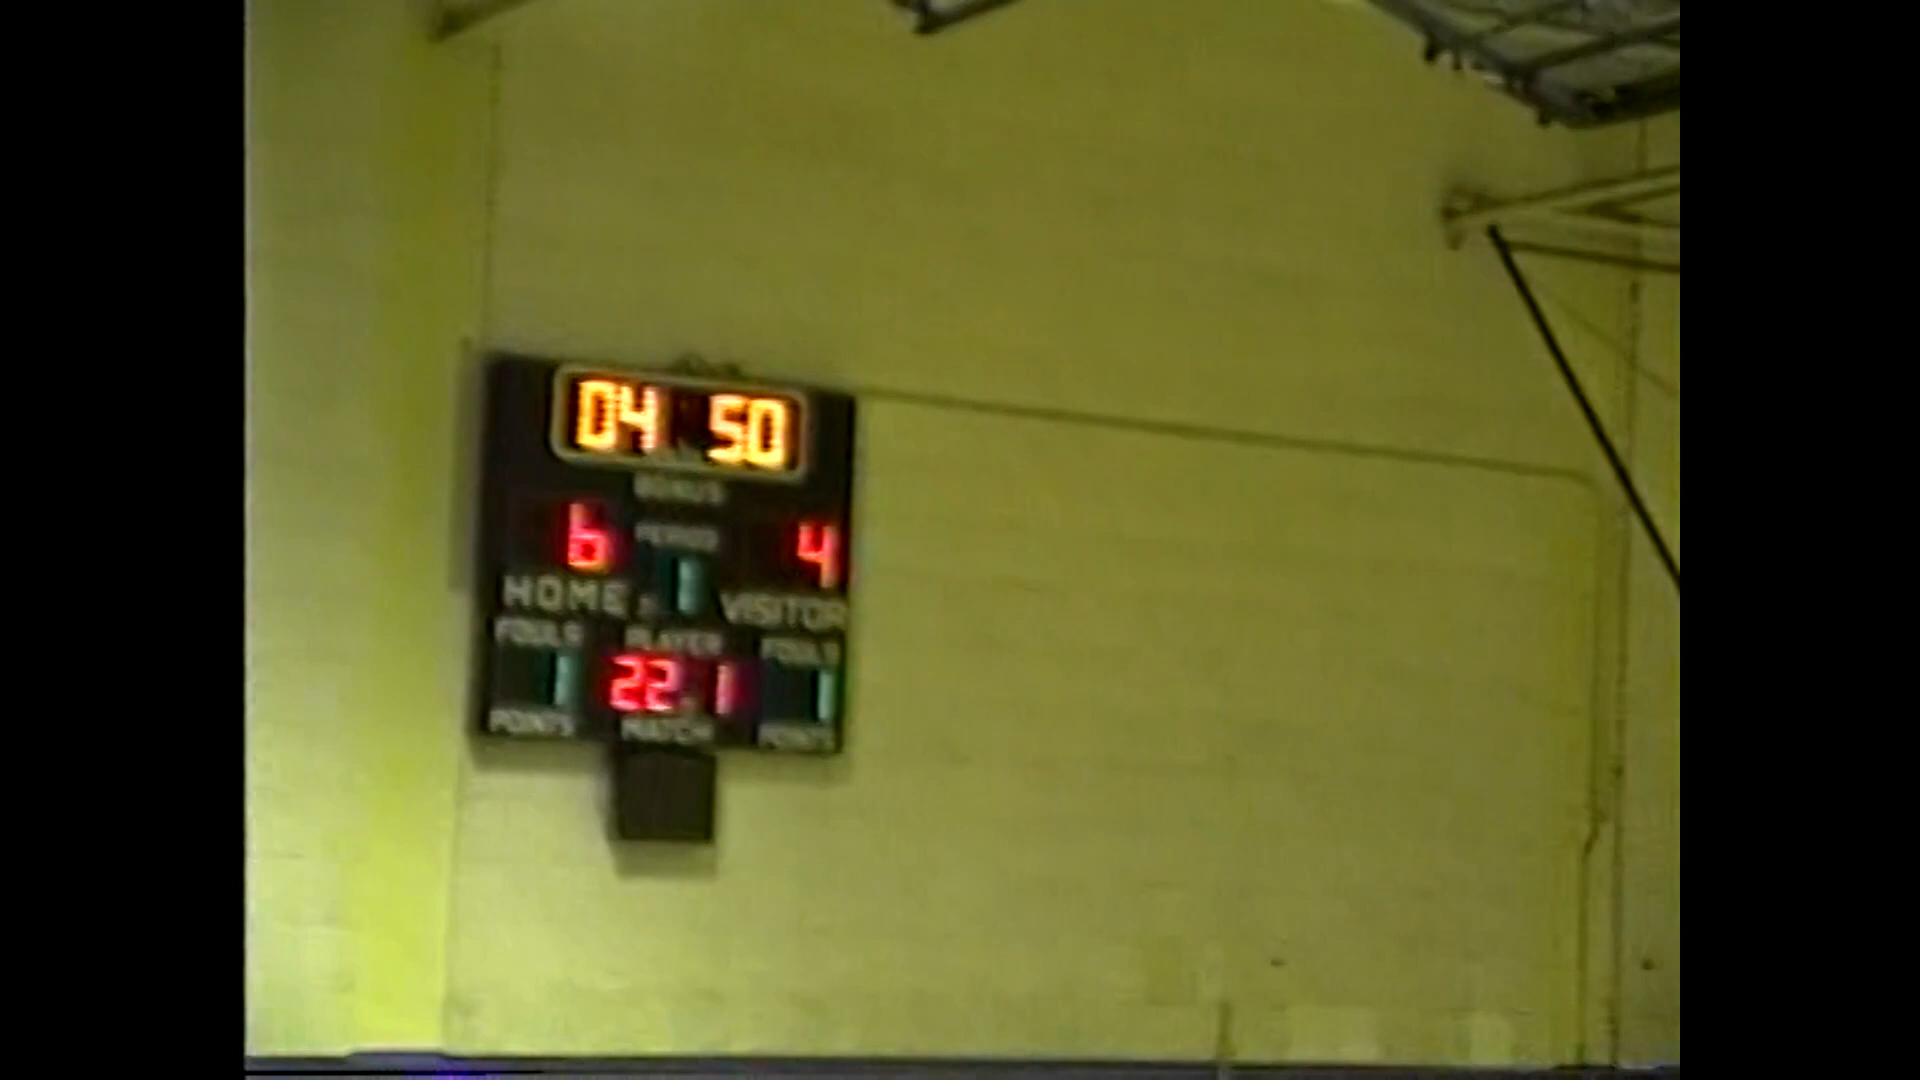 04 50
BONUS
6 PERIOD 4
HOME 1 VISITOR
FOULS PLAYER FOULS
1 22 1 1
POINTS MATCH POINTS